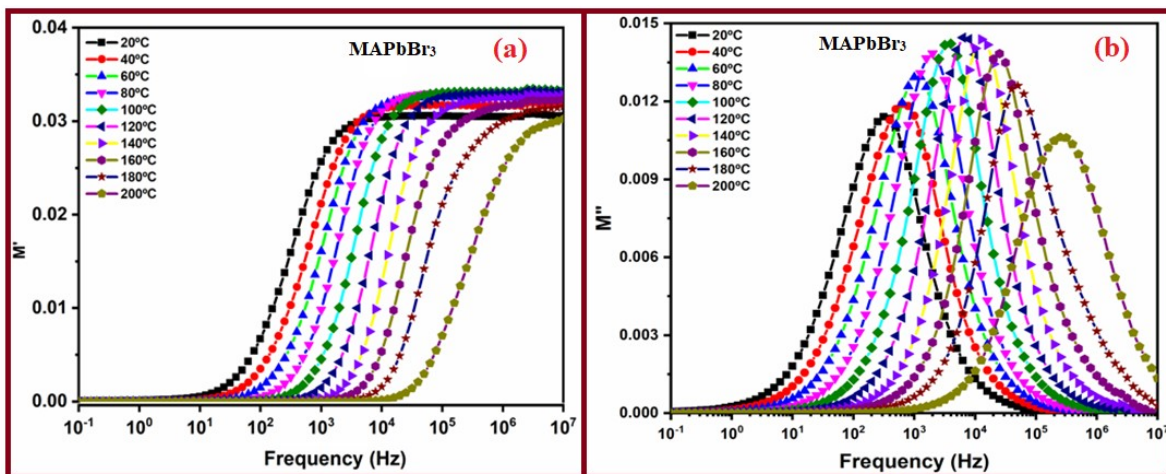 MAPbBr₃
(a)
20ºC
40ºC
60ºC
80ºC
100ºC
120ºC
140ºC
160ºC
180ºC
200ºC
0.04
0.03
0.02
0.01
0.00
M'
10⁻¹ 10⁰ 10¹ 10² 10³ 10⁴ 10⁵ 10⁶ 10⁷
Frequency (Hz)
MAPbBr₃
(b)
20ºC
40ºC
60ºC
80ºC
100ºC
120ºC
140ºC
160ºC
180ºC
200ºC
0.015
0.012
0.009
0.006
0.003
0.000
M"
10⁻¹ 10⁰ 10¹ 10² 10³ 10⁴ 10⁵ 10⁶ 10⁷
Frequency (Hz)